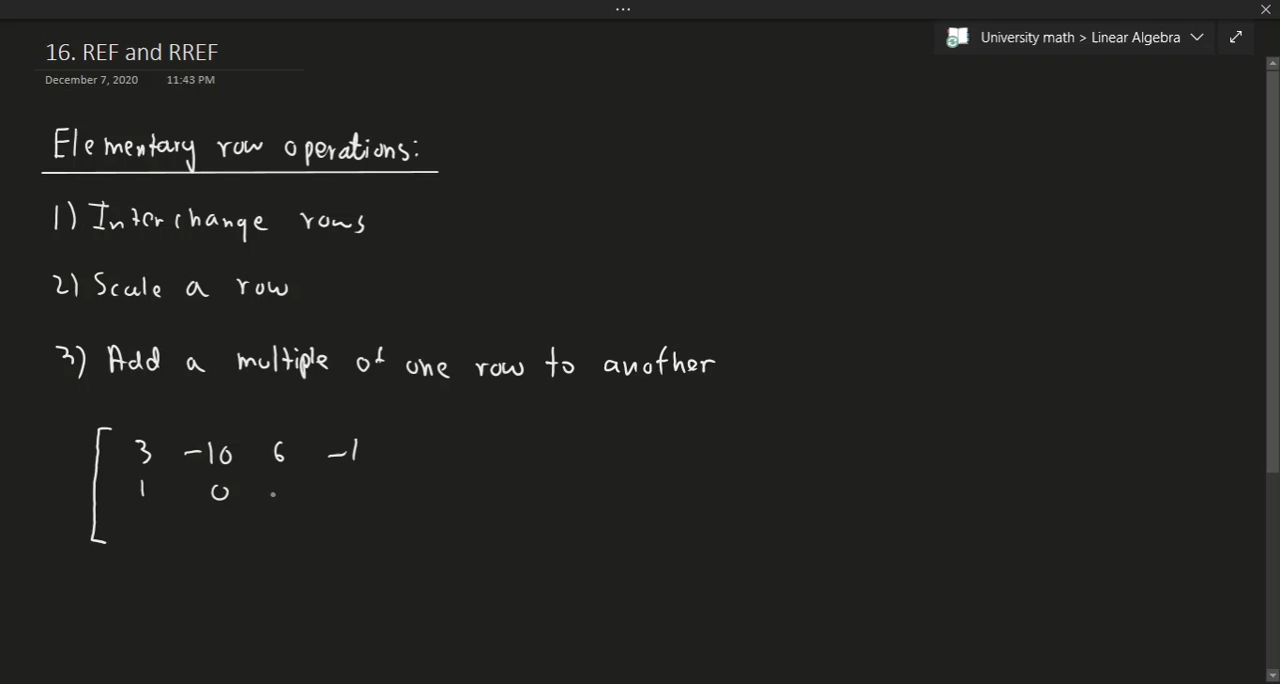 ...
University math > Linear Algebra
16. REF and RREF
December 7, 2020 11:43 PM
Elementary row operations:
1) Interchange rows
2) Scale a row
3) Add a multiple of one row to another
[ 3 -10 6 -1
1 0